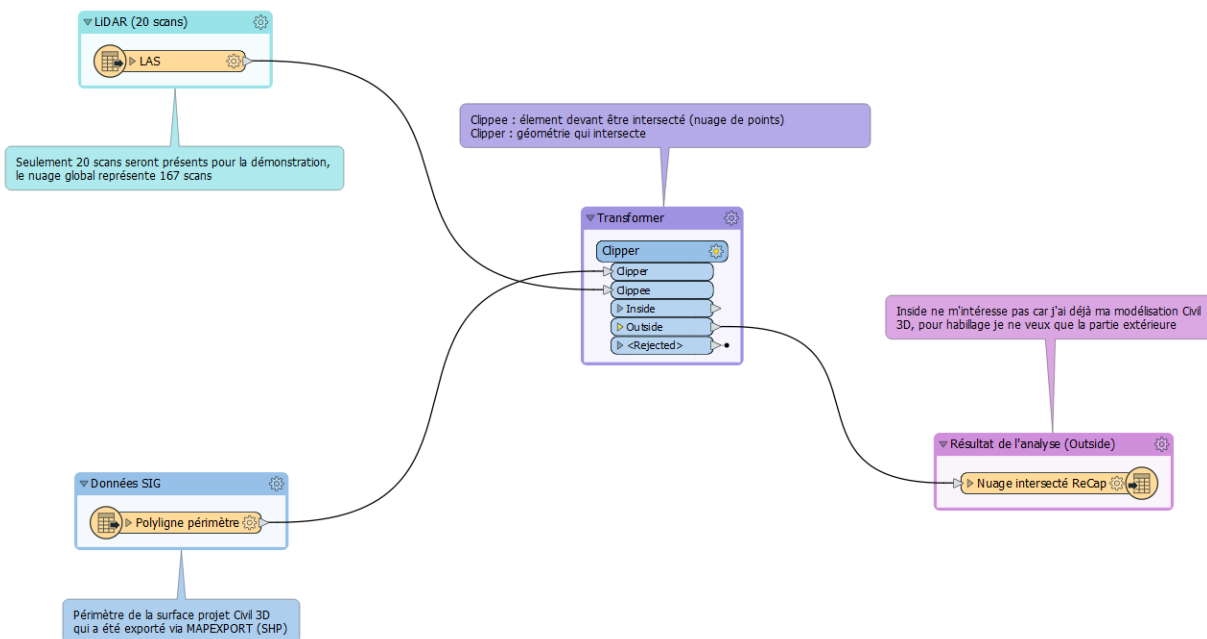 LiDAR (20 scans)
LAS
Seulement 20 scans seront présents pour la démonstration,
le nuage global représente 167 scans
Clippee : élement devant être intersecté (nuage de points)
Clipper : géométrie qui intersecte
Transformer
Clipper
Clipper
Clippee
Inside
Outside
<Rejected>
Inside ne m'intéresse pas car j'ai déjà ma modélisation Civil
3D, pour habillage je ne veux que la partie extérieure
Résultat de l'analyse (Outside)
Nuage intersecté ReCap
Données SIG
Polyligne périmètre
Périmètre de la surface projet Civil 3D
qui a été exporté via MAPEXPORT (SHP)